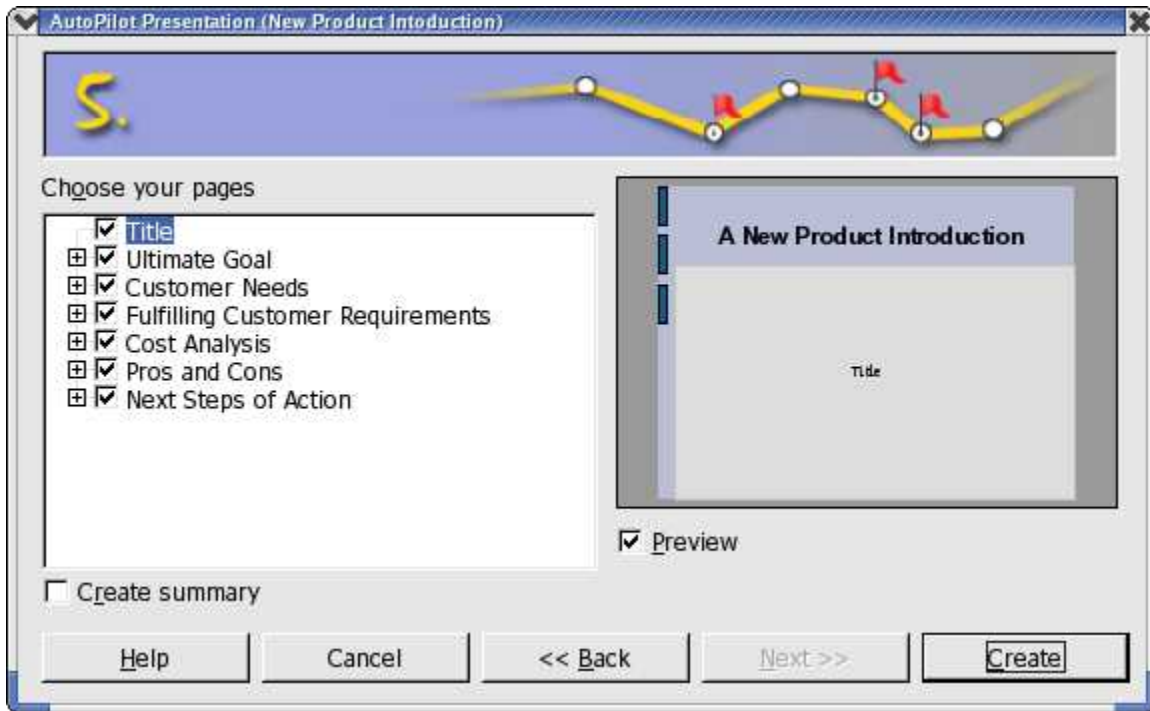 AutoPilot Presentation (New Product Intoduction)
S.
Choose your pages
Title
Ultimate Goal
Customer Needs
Fulfilling Customer Requirements
Cost Analysis
Pros and Cons
Next Steps of Action
A New Product Introduction
Title
Preview
Create summary
Help Cancel << Back Next >> Create